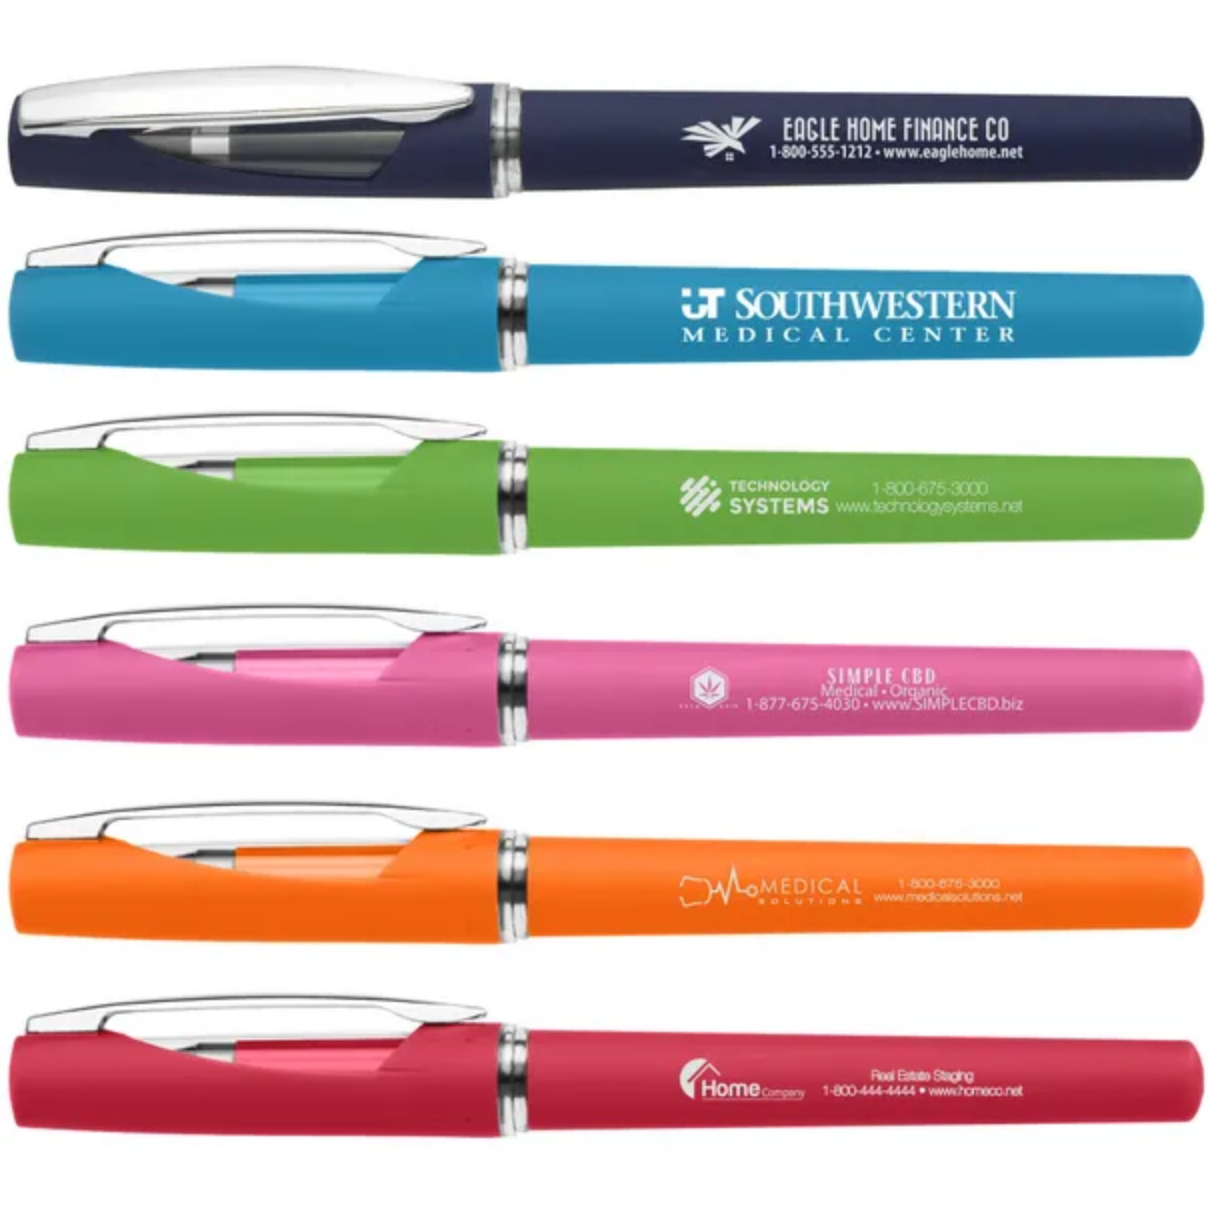 EAGLE HOME FINANCE CO
1-800-555-1212 • www.eaglehome.net
UT SOUTHWESTERN
MEDICAL CENTER
TECHNOLOGY
SYSTEMS
1-800-675-3000
www.technologysystems.net
SIMPLE CBD
Medical • Organic
1-877-675-4030 • www.SIMPLECBD.biz
MEDICAL
SOLUTIONS
1-800-675-3000
www.medicalsolutions.net
Home Company
Real Estate Staging
1-800-444-4444 • www.homeco.net